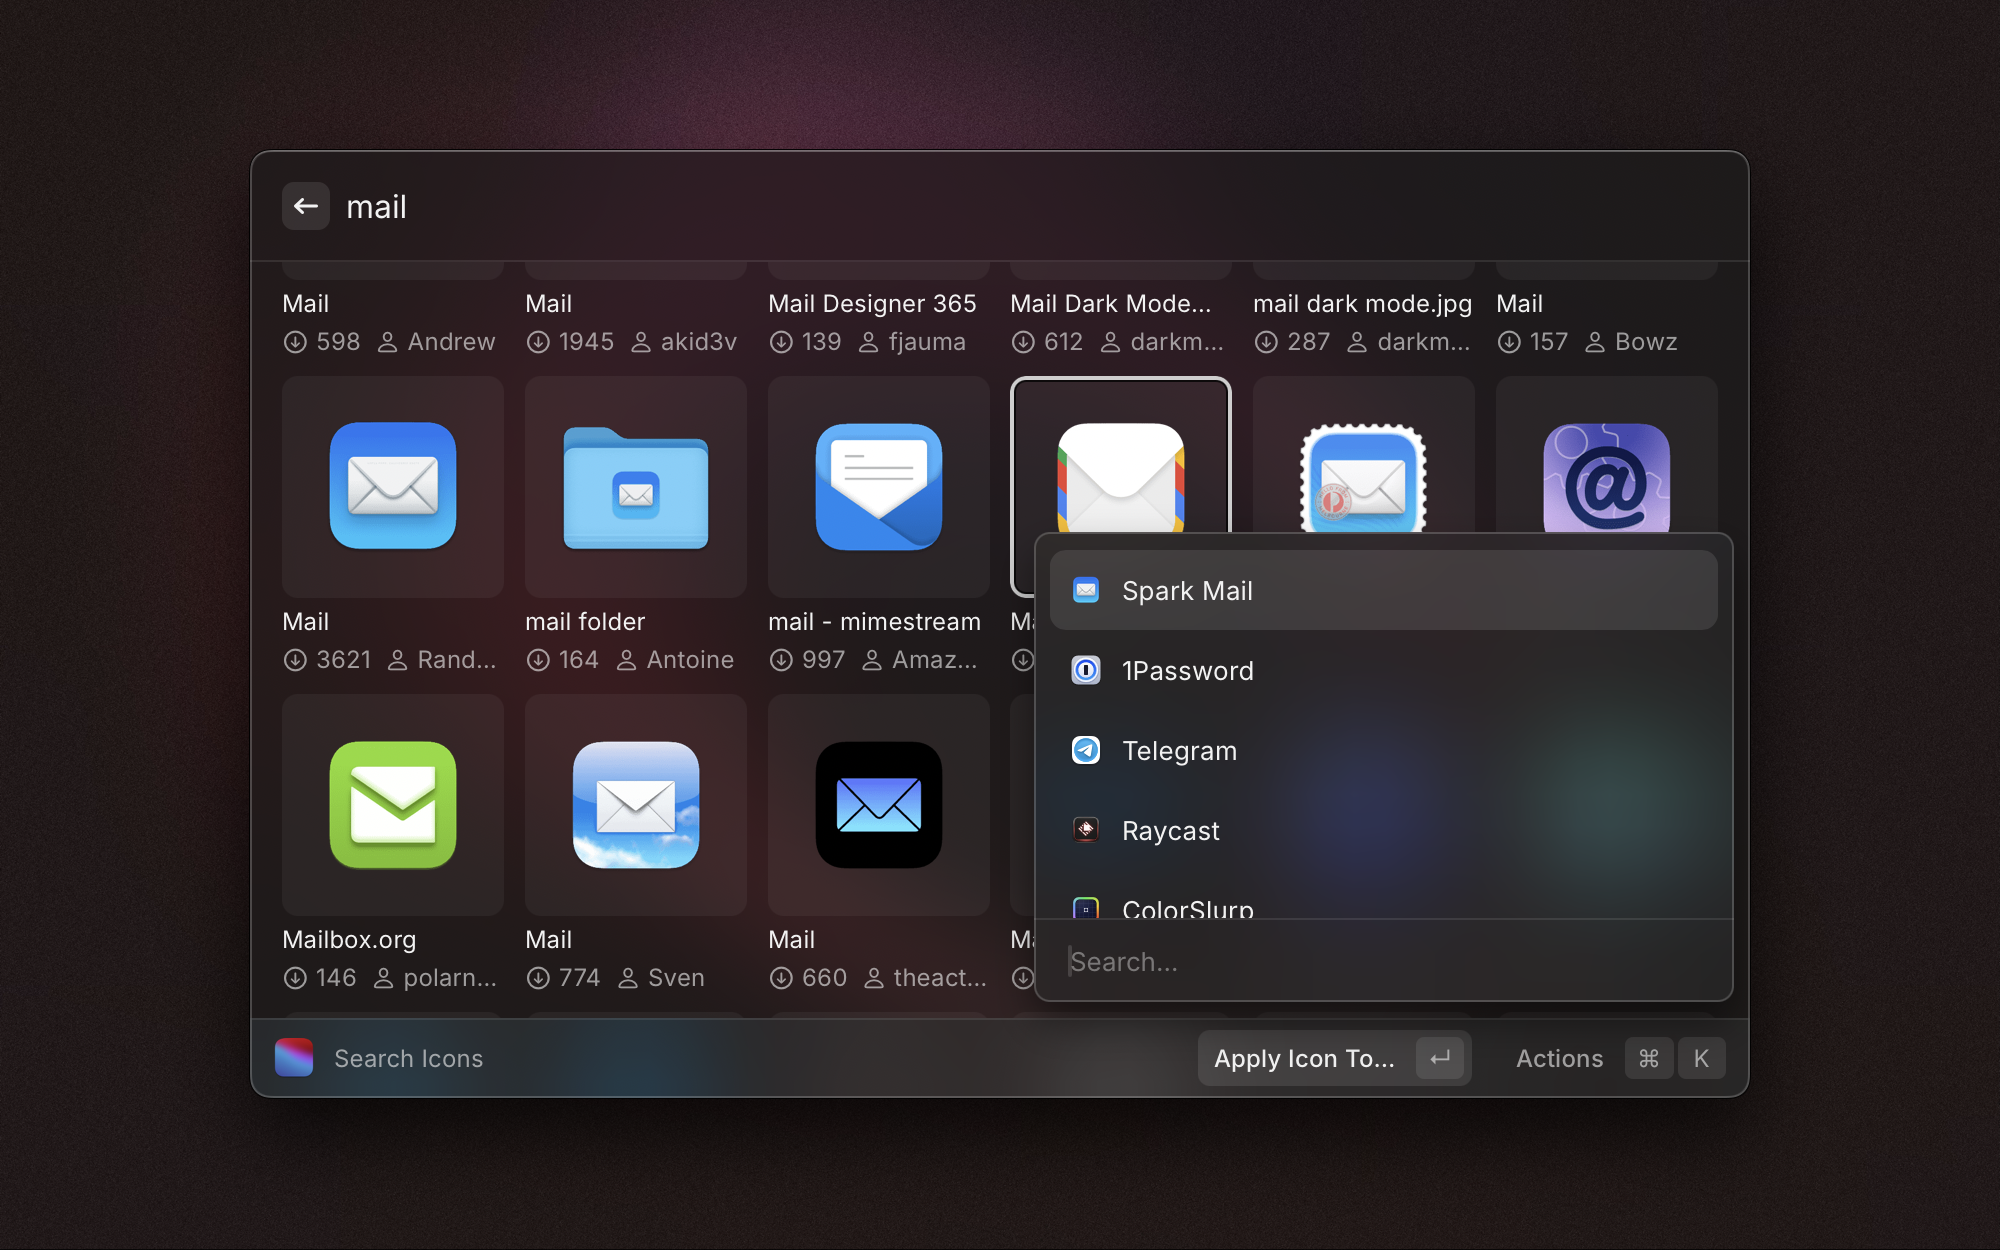 mail
Mail Mail Mail Designer 365 Mail Dark Mode... mail dark mode.jpg Mail
598 Andrew 1945 akid3v 139 fjauma 612 darkm... 287 darkm... 157 Bowz
@
Mail mail folder mail - mimestream
3621 Rand... 164 Antoine 997 Amaz...
Mailbox.org Mail Mail
146 polarn... 774 Sven 660 theact...
Spark Mail
1Password
Telegram
Raycast
ColorSlurp
Search...
Search Icons Apply Icon To... Actions ⌘ K